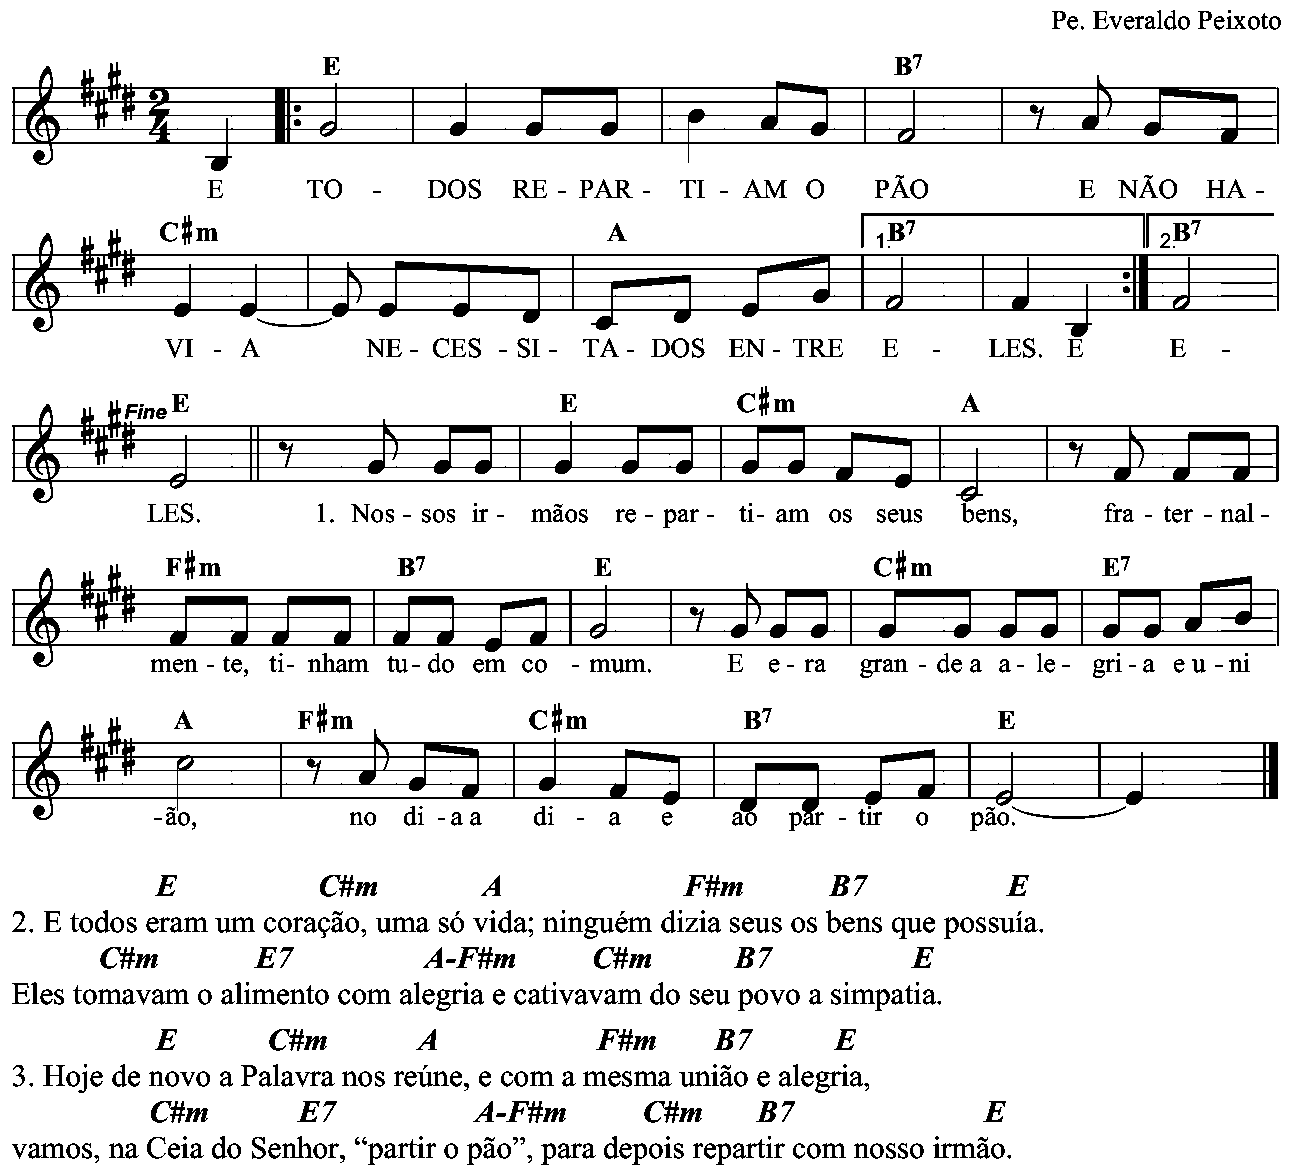 Pe. Everaldo Peixoto
E B7
2
4
E TO - DOS RE - PAR - TI - AM O PÃO E NÃO HA -
C#m A 1. B7 2. B7
VI - A NE - CES - SI - TA - DOS EN - TRE E - LES. E E -
Fine E E C#m A
LES. 1. Nos - sos ir - mãos re - par - ti - am os seus bens, fra - ter - nal -
F#m B7 E C#m E7
men - te, ti - nham tu - do em co - mum. E e - ra gran - de a a - le - gri - a e u - ni
A F#m C#m B7 E
-ão, no di - a a di - a e ao par - tir o pão.
E C#m A F#m B7 E
2. E todos eram um coração, uma só vida; ninguém dizia seus os bens que possuía.
C#m E7 A-F#m C#m B7 E
Eles tomavam o alimento com alegria e cativavam do seu povo a simpatia.
E C#m A F#m B7 E
3. Hoje de novo a Palavra nos reúne, e com a mesma união e alegria,
C#m E7 A-F#m C#m B7 E
vamos, na Ceia do Senhor, “partir o pão”, para depois repartir com nosso irmão.